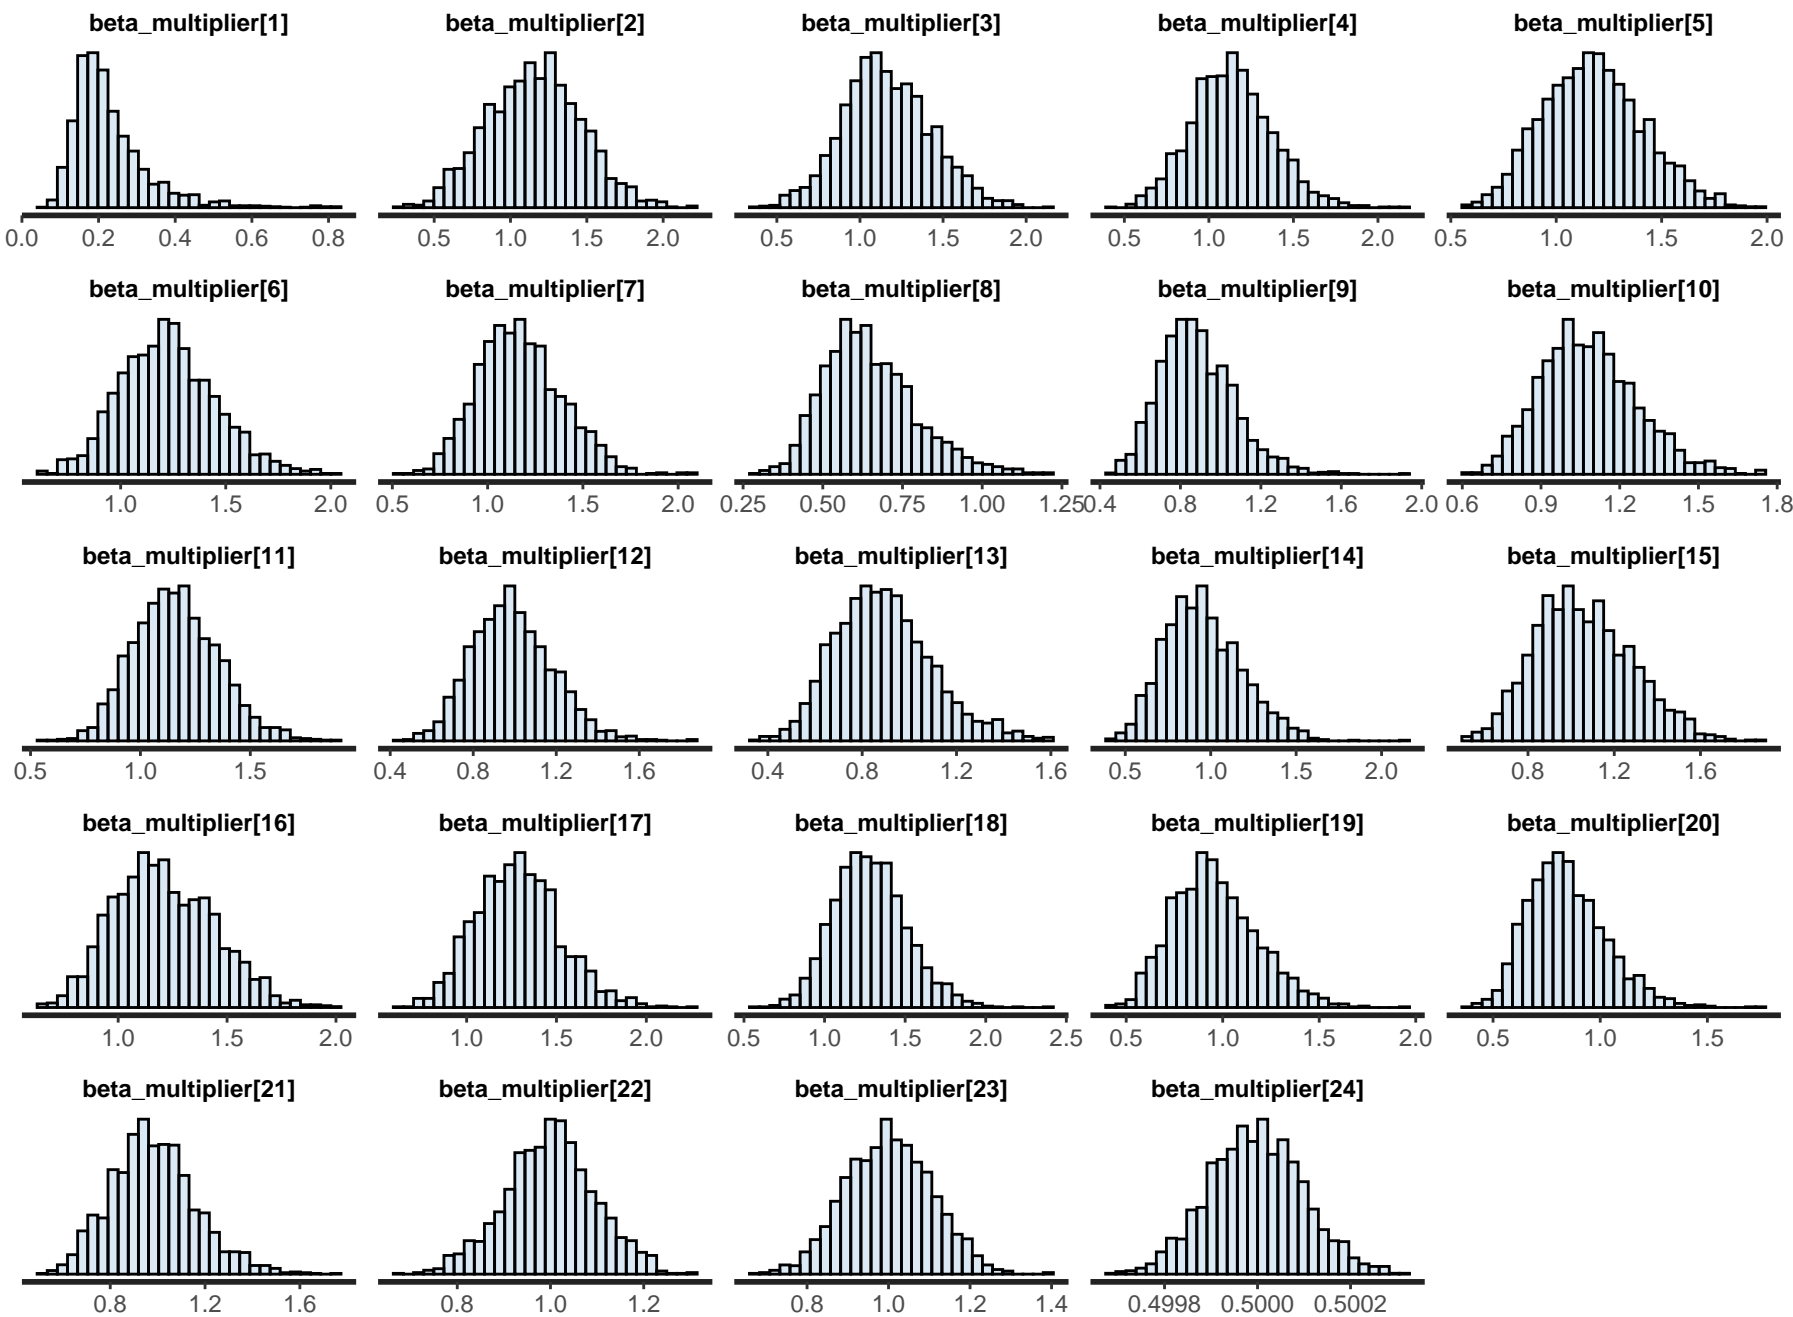 beta_multiplier[1] beta_multiplier[2] beta_multiplier[3] beta_multiplier[4] beta_multiplier[5]
0.0 0.2 0.4 0.6 0.8 0.5 1.0 1.5 2.0 0.5 1.0 1.5 2.0 0.5 1.0 1.5 2.0 0.5 1.0 1.5 2.0
beta_multiplier[6] beta_multiplier[7] beta_multiplier[8] beta_multiplier[9] beta_multiplier[10]
1.0 1.5 2.0 0.5 1.0 1.5 2.0 0.25 0.50 0.75 1.00 1.25 0.4 0.8 1.2 1.6 2.0 0.6 0.9 1.2 1.5 1.8
beta_multiplier[11] beta_multiplier[12] beta_multiplier[13] beta_multiplier[14] beta_multiplier[15]
0.5 1.0 1.5 0.4 0.8 1.2 1.6 0.4 0.8 1.2 1.6 0.5 1.0 1.5 2.0 0.8 1.2 1.6
beta_multiplier[16] beta_multiplier[17] beta_multiplier[18] beta_multiplier[19] beta_multiplier[20]
1.0 1.5 2.0 1.0 1.5 2.0 0.5 1.0 1.5 2.0 2.5 0.5 1.0 1.5 2.0 0.5 1.0 1.5
beta_multiplier[21] beta_multiplier[22] beta_multiplier[23] beta_multiplier[24]
0.8 1.2 1.6 0.8 1.0 1.2 0.8 1.0 1.2 1.4 0.4998 0.5000 0.5002